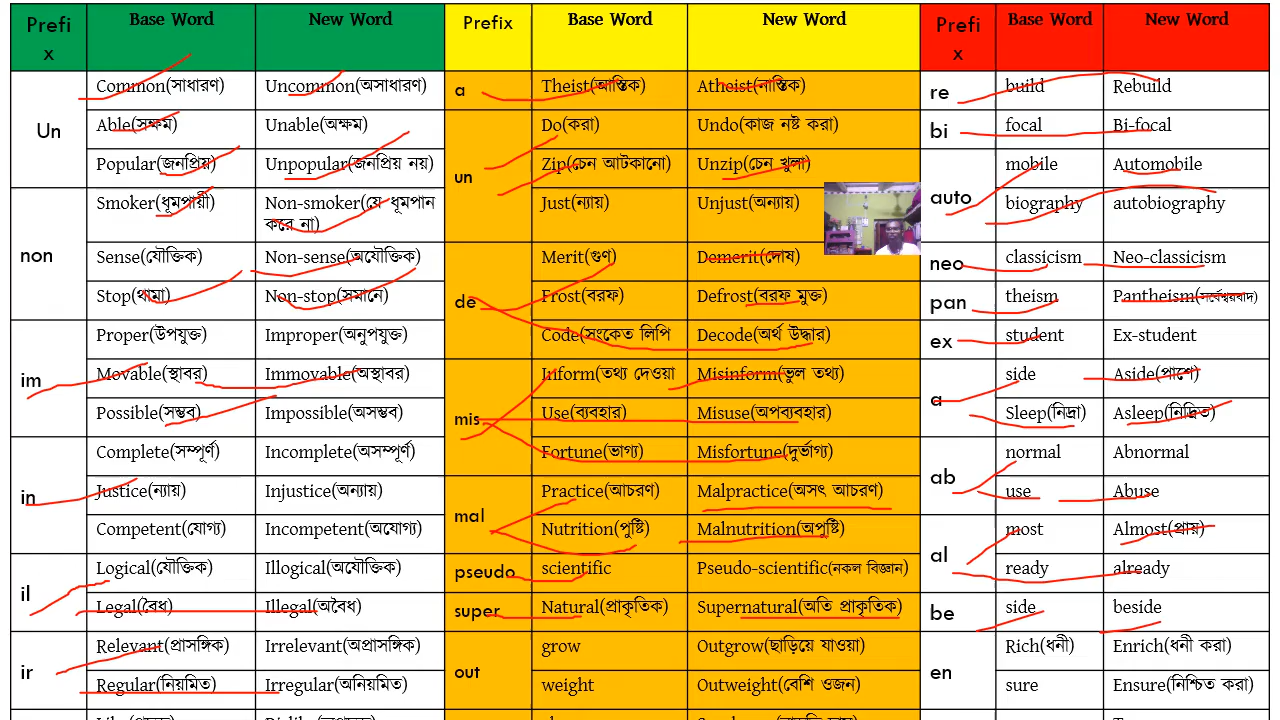 Prefi
x
Base Word
New Word
Un
Common(সাধারণ)
Uncommon(অসাধারণ)
Able(সক্ষম)
Unable(অক্ষম)
Popular(জনপ্রিয়)
Unpopular(জনপ্রিয় নয়)
non
Smoker(ধূমপায়ী)
Non-smoker(যে ধূমপান
করে না)
Sense(যৌক্তিক)
Non-sense(অযৌক্তিক)
Stop(থামা)
Non-stop(সমানে)
im
Proper(উপযুক্ত)
Improper(অনুপযুক্ত)
Movable(স্থাবর)
Immovable(অস্থাবর)
Possible(সম্ভব)
Impossible(অসম্ভব)
in
Complete(সম্পূর্ণ)
Incomplete(অসম্পূর্ণ)
Justice(ন্যায়)
Injustice(অন্যায়)
Competent(যোগ্য)
Incompetent(অযোগ্য)
il
Logical(যৌক্তিক)
Illogical(অযৌক্তিক)
Legal(বৈধ)
Illegal(অবৈধ)
ir
Relevant(প্রাসঙ্গিক)
Irrelevant(অপ্রাসঙ্গিক)
Regular(নিয়মিত)
Irregular(অনিয়মিত)
Prefix
Base Word
New Word
a
Theist(আস্তিক)
Atheist(নাস্তিক)
un
Do(করা)
Undo(কাজ নষ্ট করা)
Zip(চেন আটকানো)
Unzip(চেন খুলা)
Just(ন্যায়)
Unjust(অন্যায়)
de
Merit(গুণ)
Demerit(দোষ)
Frost(বরফ)
Defrost(বরফ মুক্ত)
Code(সংকেত লিপি
Decode(অর্থ উদ্ধার)
mis
Inform(তথ্য দেওয়া
Misinform(ভুল তথ্য)
Use(ব্যবহার)
Misuse(অপব্যবহার)
Fortune(ভাগ্য)
Misfortune(দুর্ভাগ্য)
mal
Practice(আচরণ)
Malpractice(অসৎ আচরণ)
Nutrition(পুষ্টি)
Malnutrition(অপুষ্টি)
pseudo
scientific
Pseudo-scientific(নকল বিজ্ঞান)
super
Natural(প্রাকৃতিক)
Supernatural(অতি প্রাকৃতিক)
out
grow
Outgrow(ছাড়িয়ে যাওয়া)
weight
Outweight(বেশি ওজন)
Prefi
x
Base Word
New Word
re
build
Rebuild
bi
focal
Bi-focal
auto
mobile
Automobile
biography
autobiography
neo
classicism
Neo-classicism
pan
theism
Pantheism(সর্বেশ্বরবাদ)
ex
student
Ex-student
a
side
Aside(পাশে)
Sleep(নিদ্রা)
Asleep(নিদ্রিত)
ab
normal
Abnormal
use
Abuse
al
most
Almost(প্রায়)
ready
already
be
side
beside
en
Rich(ধনী)
Enrich(ধনী করা)
sure
Ensure(নিশ্চিত করা)